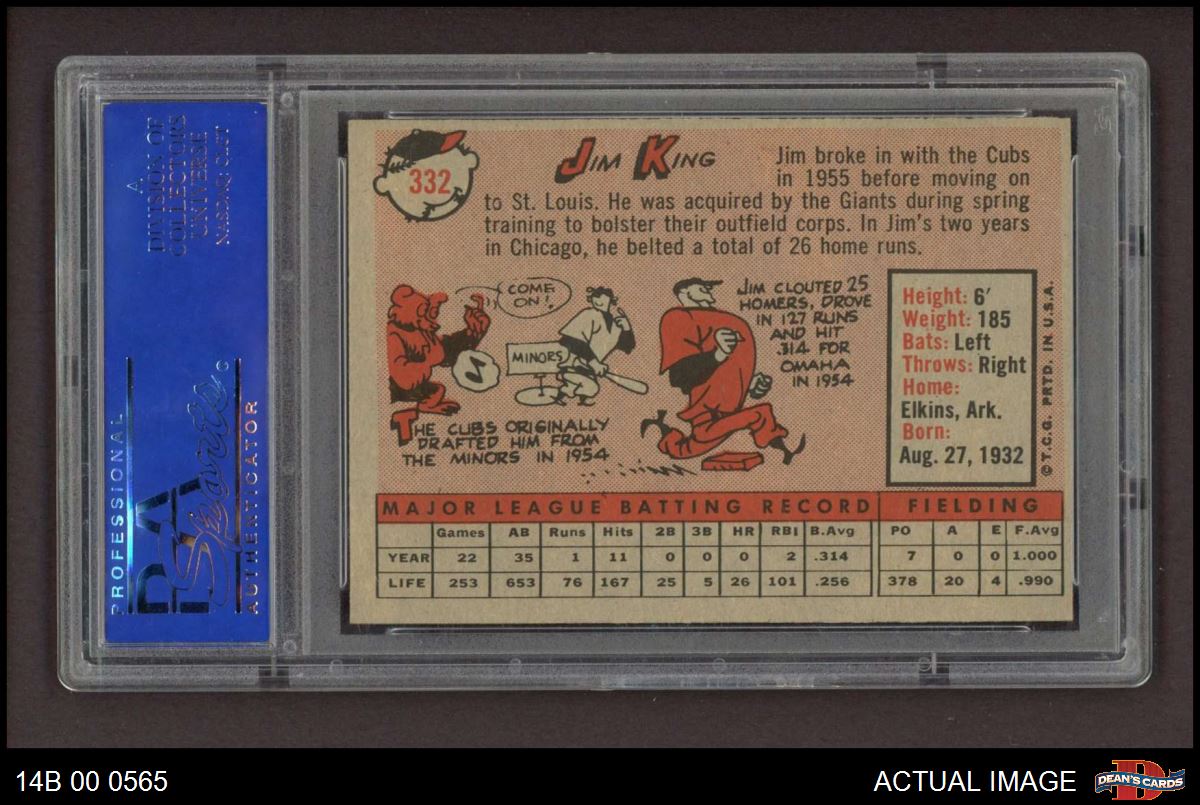 A
DIVISION OF
COLLECTORS
UNIVERSE
NASDAQ: CLCT
PROFESSIONAL
PSA
Sports
AUTHENTICATOR
332
JIM KING
Jim broke in with the Cubs
in 1955 before moving on
to St. Louis. He was acquired by the Giants during spring
training to bolster their outfield corps. In Jim's two years
in Chicago, he belted a total of 26 home runs.
COME
ON!
MINORS
THE CUBS ORIGINALLY
DRAFTED HIM FROM
THE MINORS IN 1954
JIM CLOUTED 25
HOMERS, DROVE
IN 127 RUNS
AND HIT
.314 FOR
OMAHA
IN 1954
Height: 6'
Weight: 185
Bats: Left
Throws: Right
Home:
Elkins, Ark.
Born:
Aug. 27, 1932
©T.C.G. PRTD. IN U.S.A.
MAJOR LEAGUE BATTING RECORD FIELDING
Games AB Runs Hits 2B 3B HR RBI B.Avg PO A E F.Avg
YEAR 22 35 1 11 0 0 0 2 .314 7 0 0 1.000
LIFE 253 653 76 167 25 5 26 101 .256 378 20 4 .990
14B 00 0565
ACTUAL IMAGE
DEAN'S CARDS